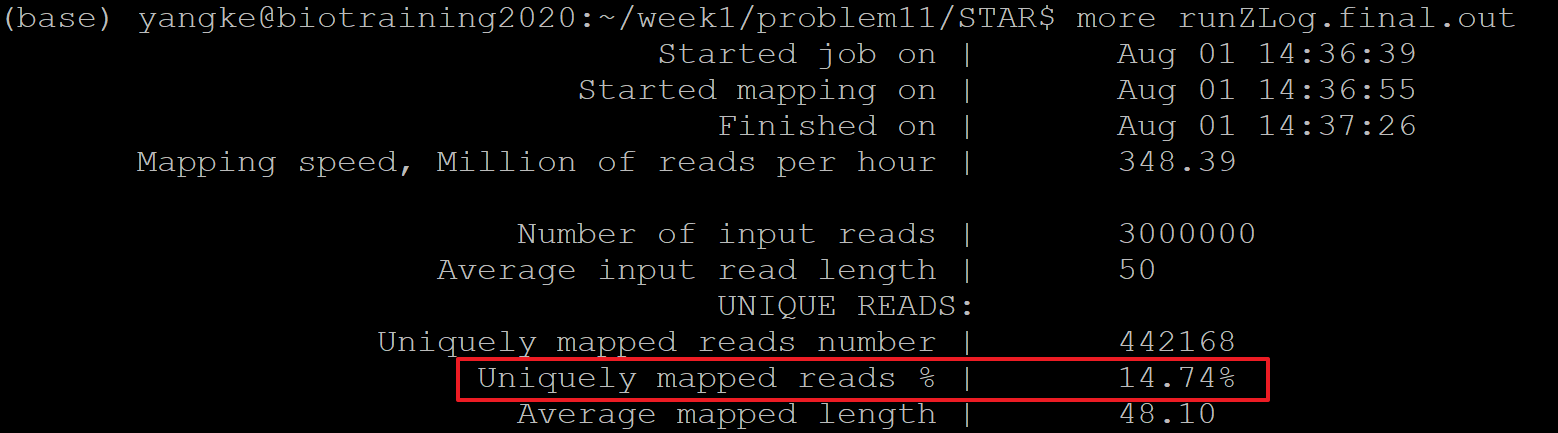 (base) yangke@biotraining2020:~/week1/problem11/STAR$ more runZLog.final.out
Started job on | Aug 01 14:36:39
Started mapping on | Aug 01 14:36:55
Finished on | Aug 01 14:37:26
Mapping speed, Million of reads per hour | 348.39
Number of input reads | 3000000
Average input read length | 50
UNIQUE READS:
Uniquely mapped reads number | 442168
Uniquely mapped reads % | 14.74%
Average mapped length | 48.10